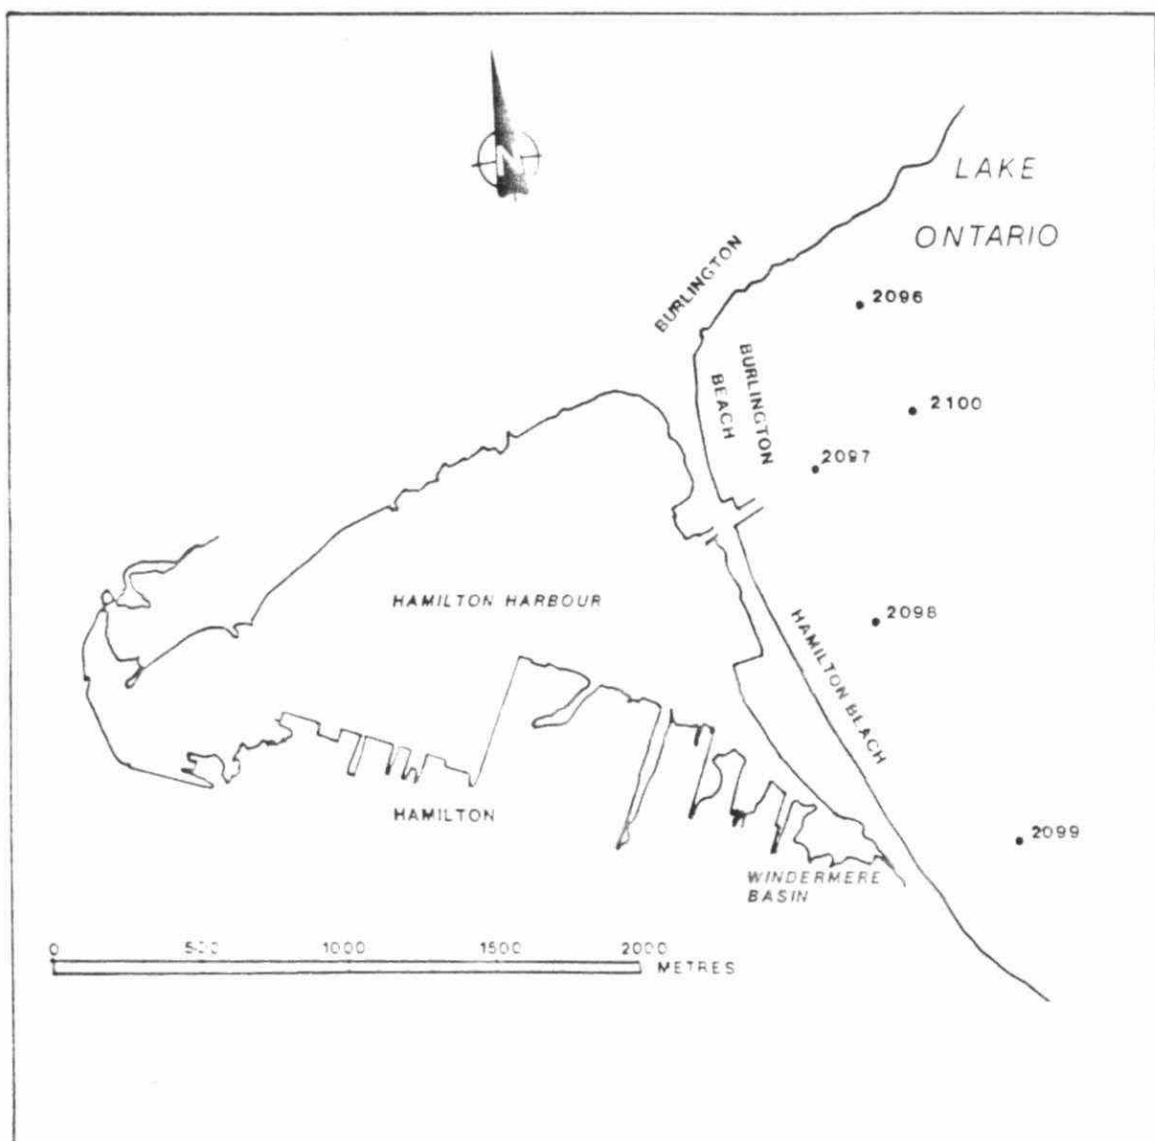 N
LAKE
ONTARIO
BURLINGTON
2096
BURLINGTON
BEACH
2100
2097
HAMILTON HARBOUR
2098
HAMILTON BEACH
HAMILTON
2099
WINDERMERE
BASIN
0 500 1000 1500 2000
METRES